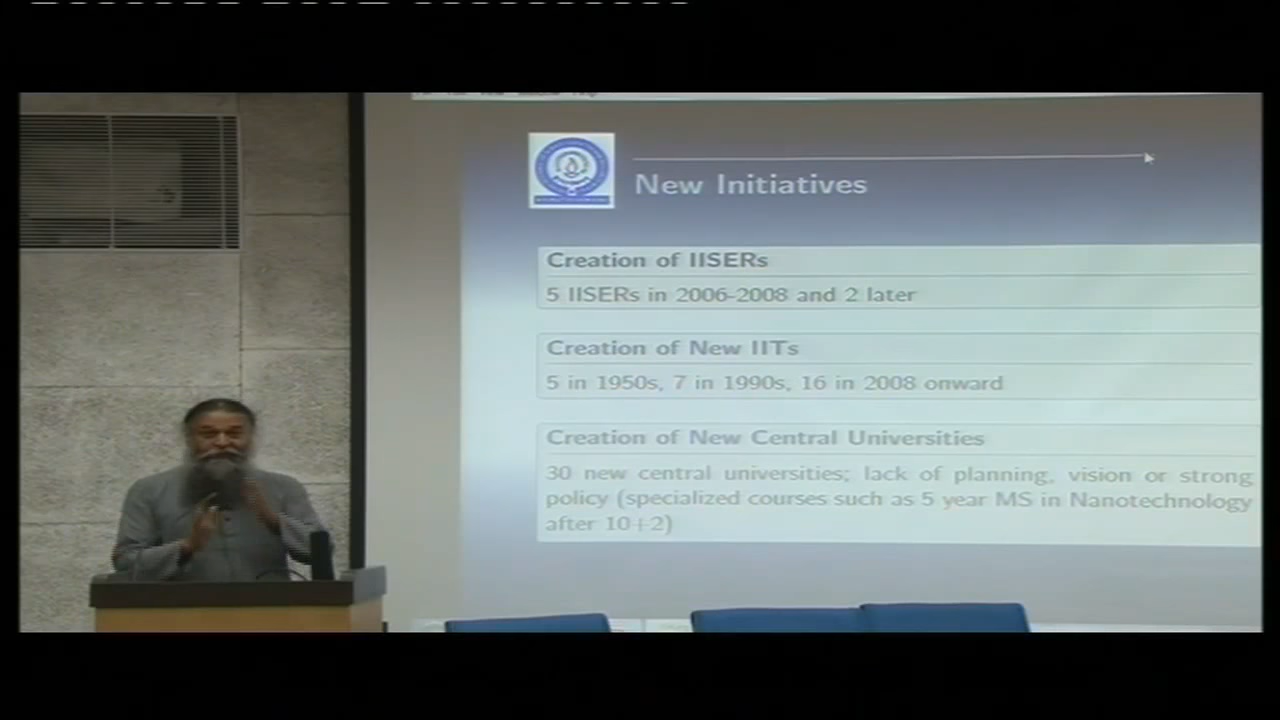 New Initiatives
Creation of IISERs
5 IISERs in 2006-2008 and 2 later
Creation of New IITs
5 in 1950s, 7 in 1990s, 16 in 2008 onward
Creation of New Central Universities
30 new central universities; lack of planning, vision or strong
policy (specialized courses such as 5 year MS in Nanotechnology
after 10+2)